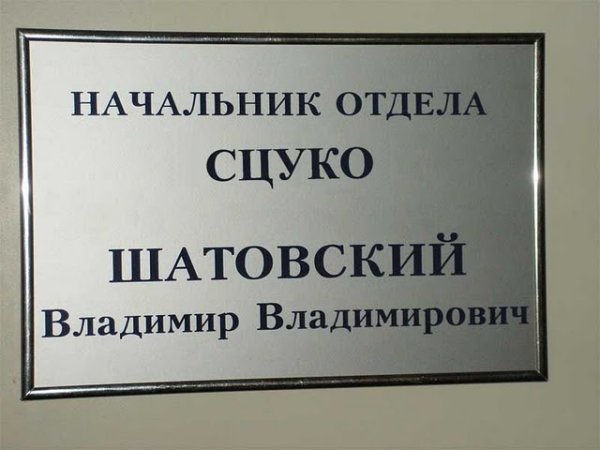 НАЧАЛЬНИК ОТДЕЛА
СЦУКО
ШАТОВСКИЙ
Владимир Владимирович